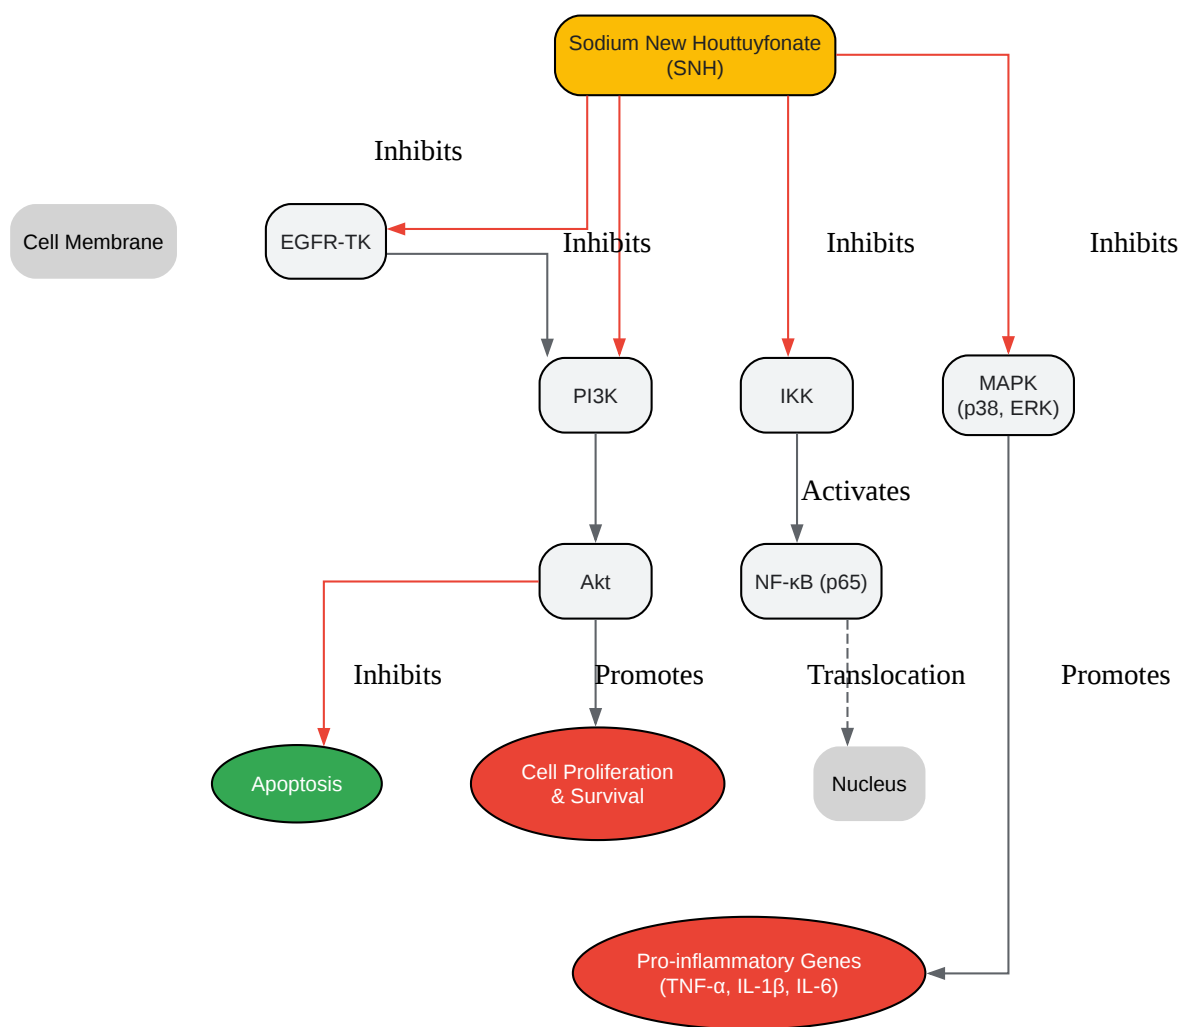 Sodium New Houttuyfonate
(SNH)
Inhibits
Cell Membrane
EGFR-TK
Inhibits
Inhibits
Inhibits
PI3K
IKK
MAPK
(p38, ERK)
Activates
Akt
NF-κB (p65)
Inhibits
Promotes
Translocation
Promotes
Apoptosis
Cell Proliferation
& Survival
Nucleus
Pro-inflammatory Genes
(TNF-α, IL-1β, IL-6)